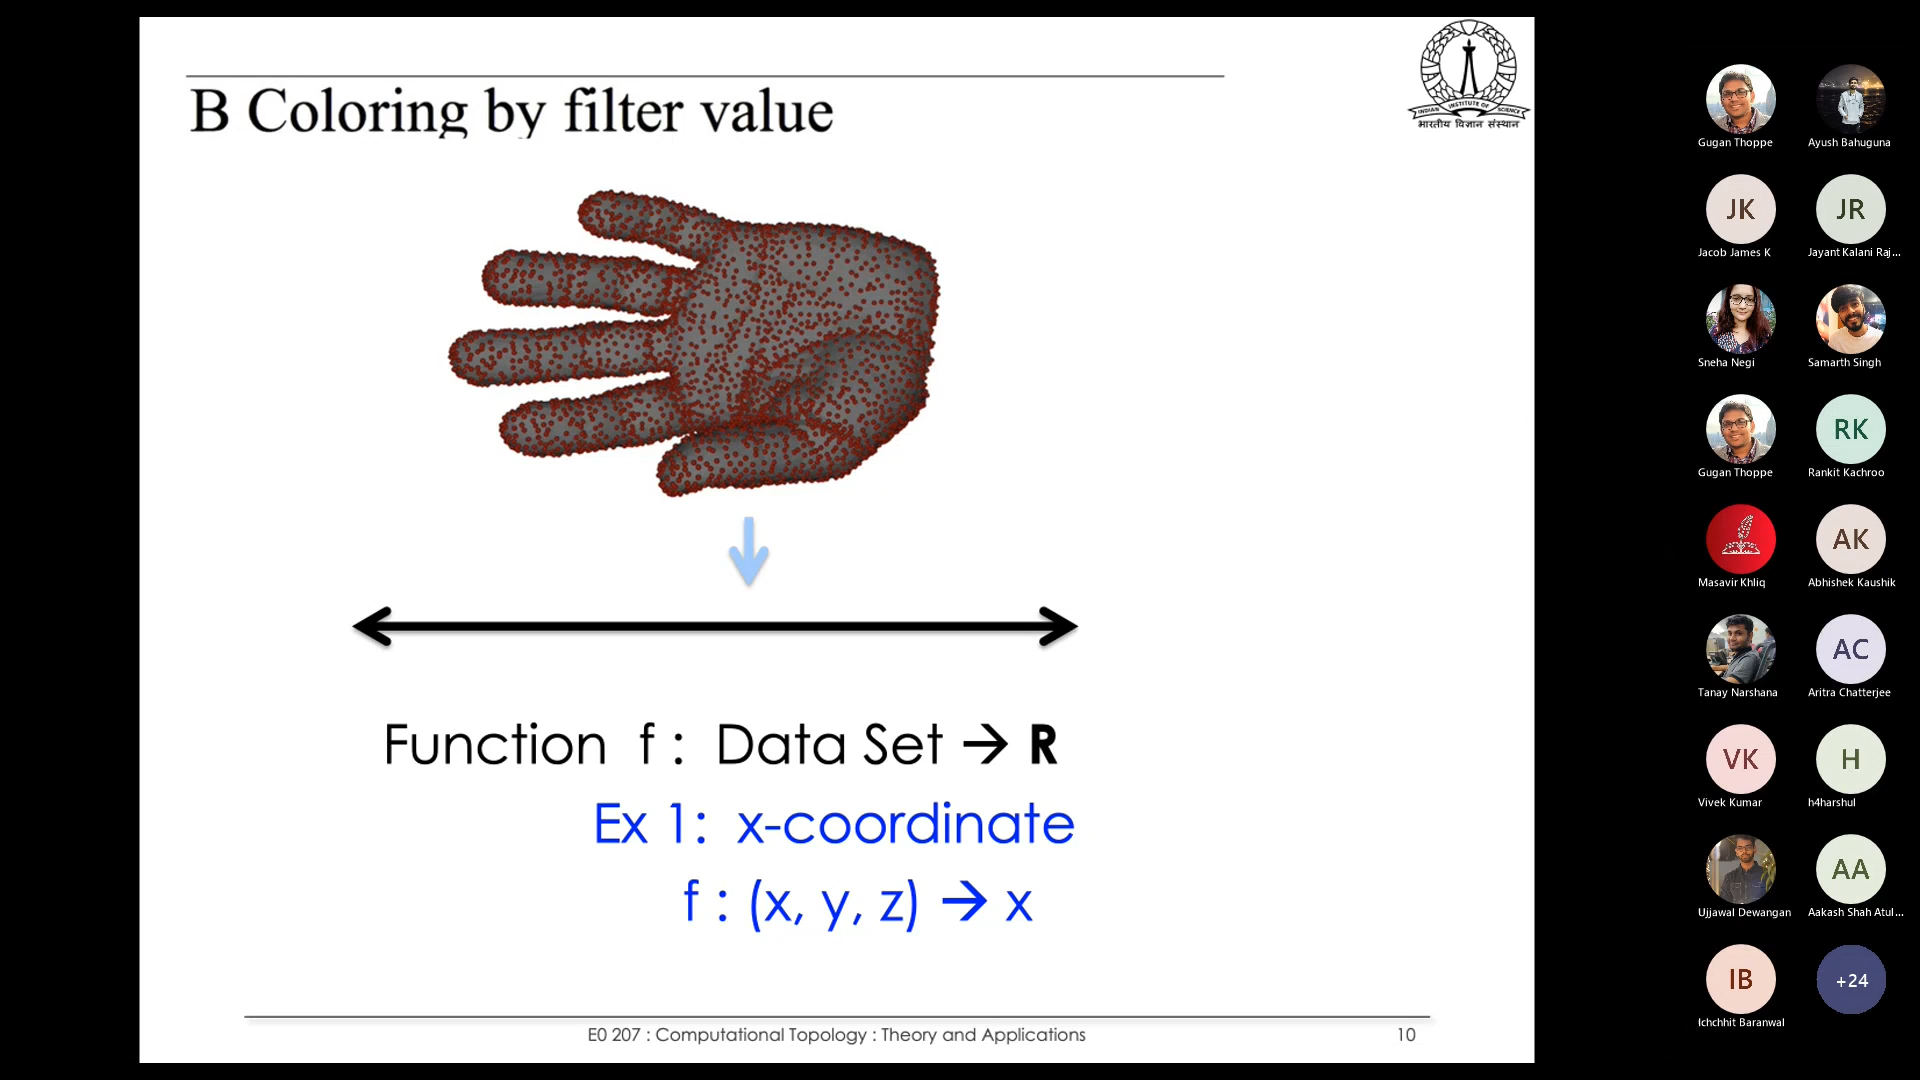 B Coloring by filter value
INDIAN INSTITUTE OF SCIENCE
भारतीय विज्ञान संस्थान
Function f : Data Set → R
Ex 1: x-coordinate
f : (x, y, z) → x
E0 207 : Computational Topology : Theory and Applications
10
Gugan Thoppe
Ayush Bahuguna
JK
JR
Jacob James K
Jayant Kalani Raj...
Sneha Negi
Samarth Singh
RK
Gugan Thoppe
Rankit Kachroo
AK
Masavir Khliq
Abhishek Kaushik
AC
Tanay Narshana
Aritra Chatterjee
VK
H
Vivek Kumar
h4harshul
AA
Ujjawal Dewangan
Aakash Shah Atul...
IB
+24
Ichchhit Baranwal